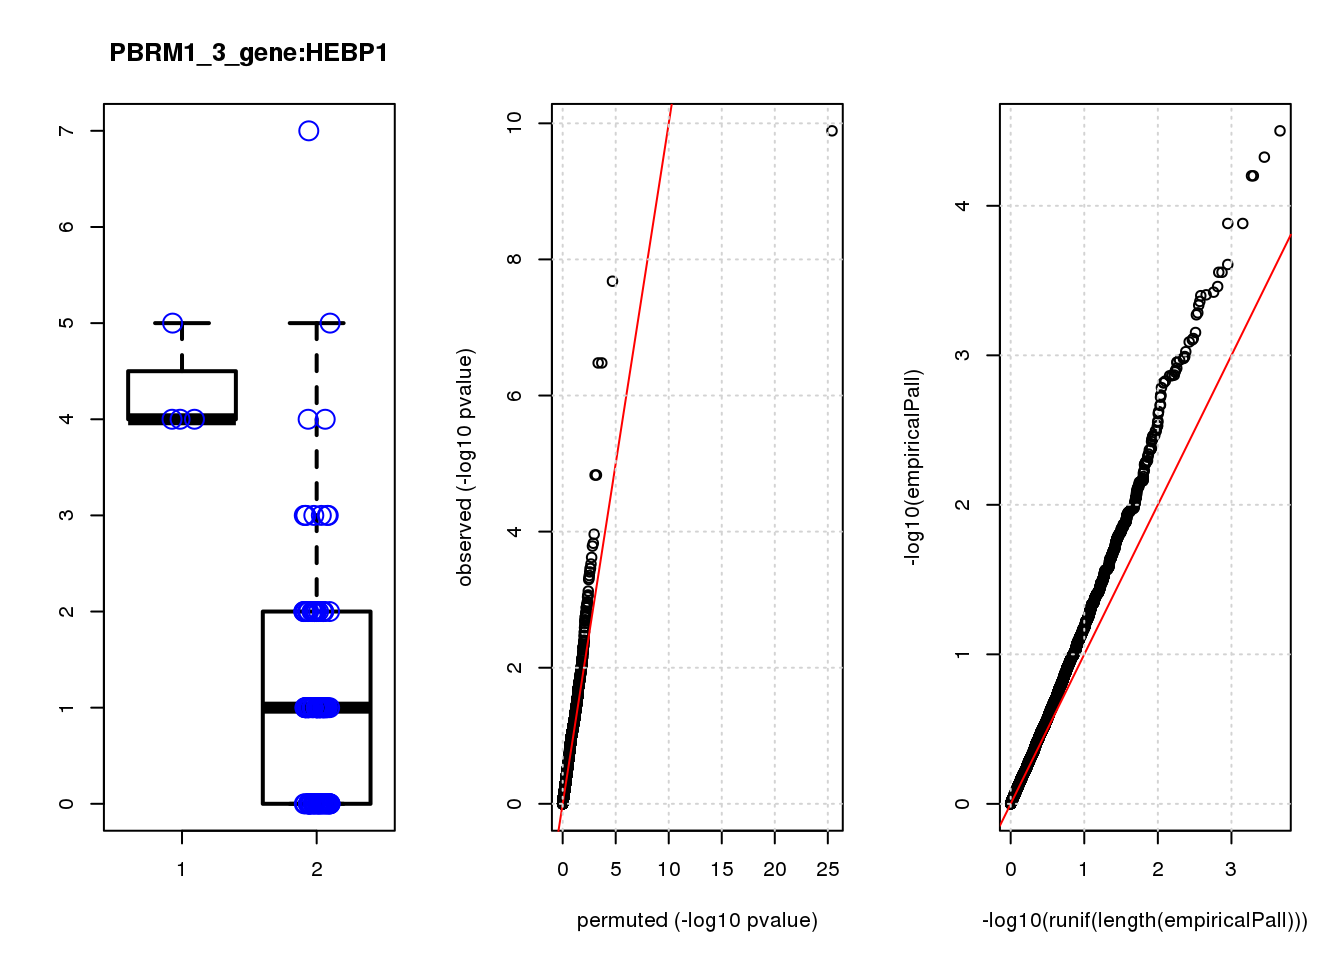 PBRM1_3_gene:HEBP1
7
6
5
4
3
2
1
0
1 2
observed (-log10 pvalue)
10
8
6
4
2
0
0 5 10 15 20 25
permuted (-log10 pvalue)
-log10(empiricalPall)
4
3
2
1
0
0 1 2 3
-log10(runif(length(empiricalPall)))